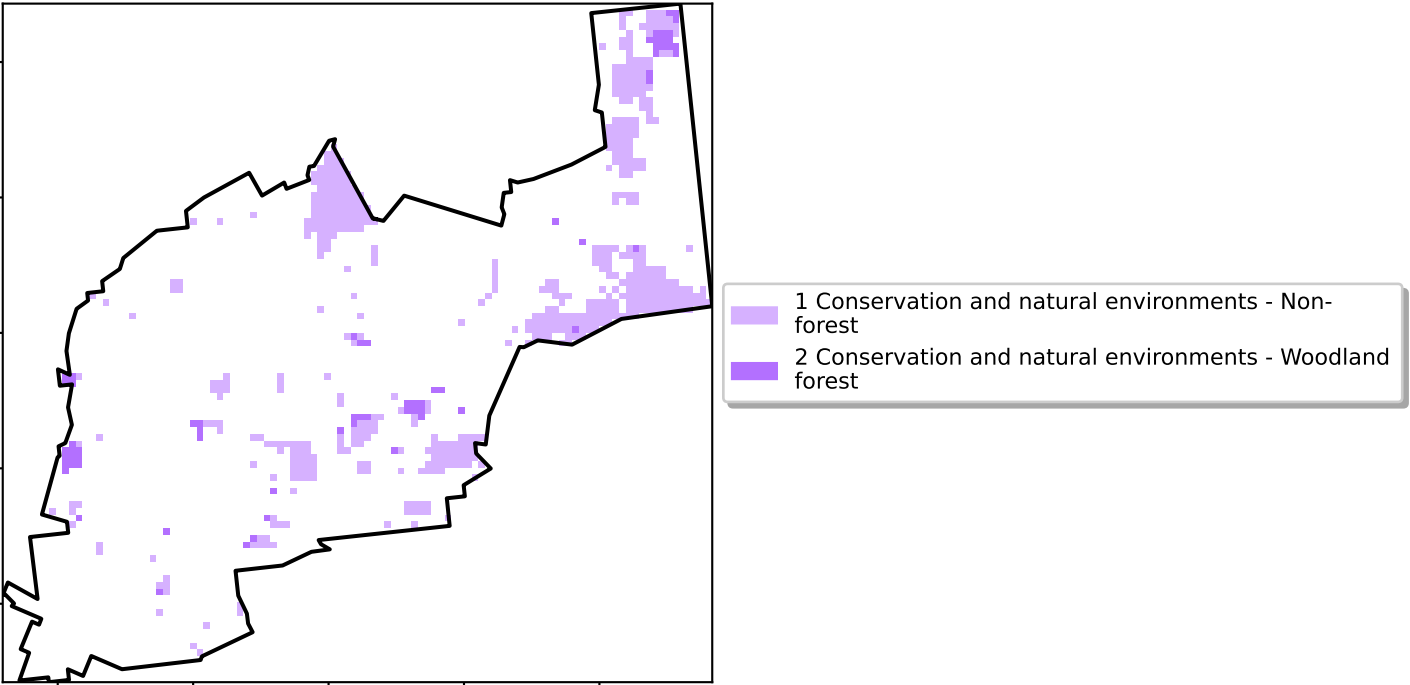 1 Conservation and natural environments - Non-
forest
2 Conservation and natural environments - Woodland
forest